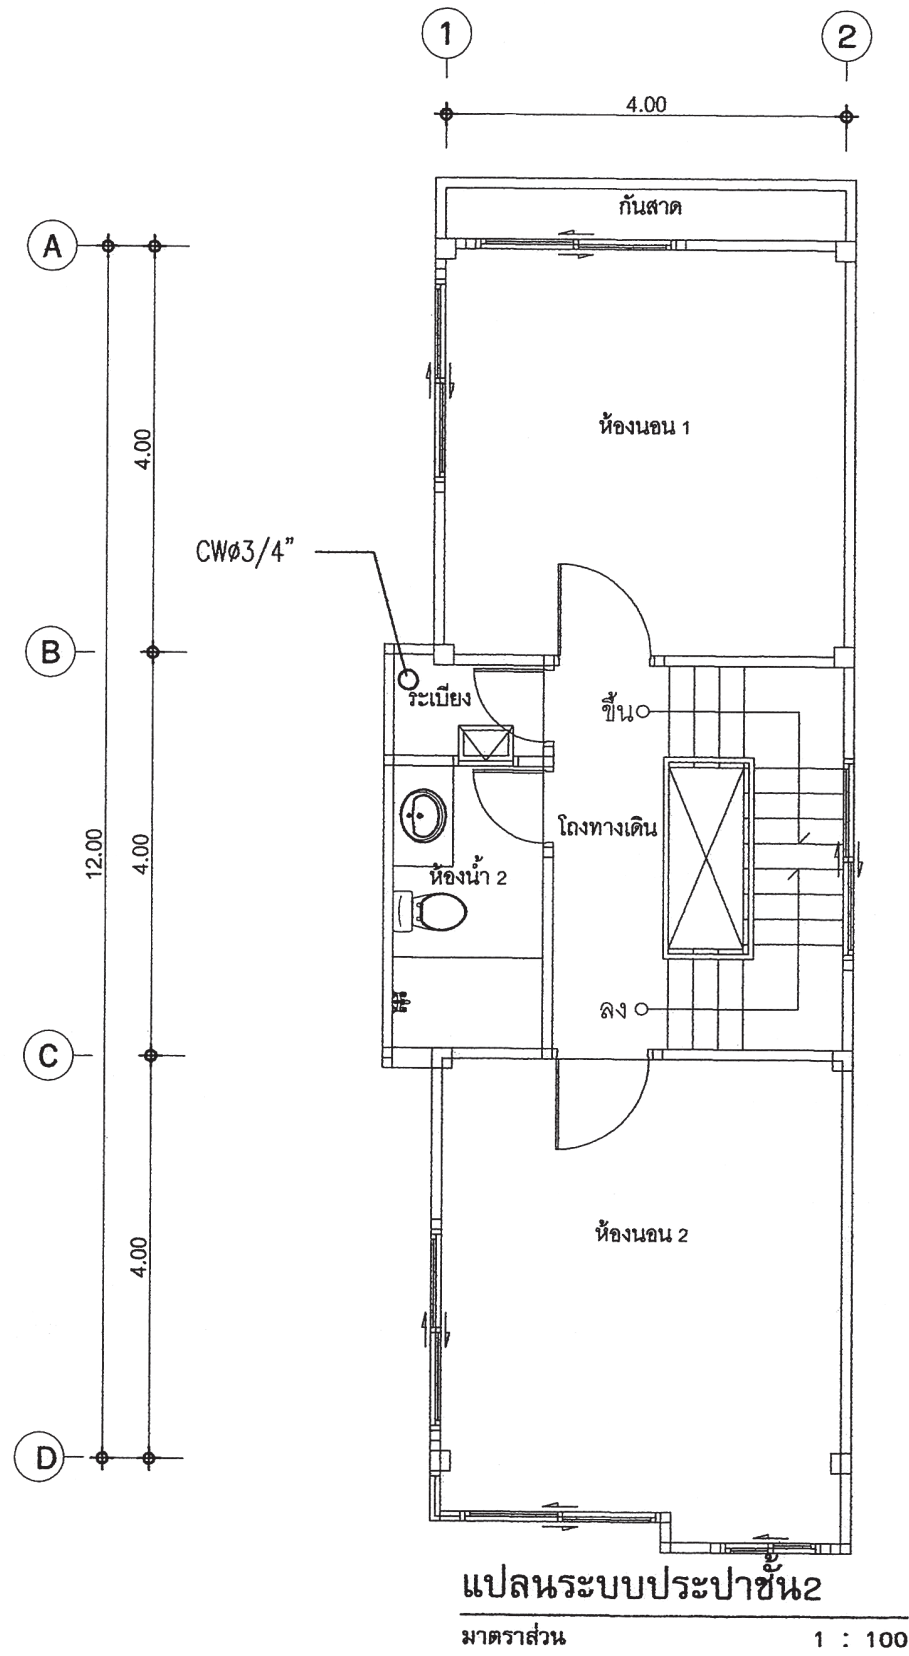 1
2
4.00
กันสาด
A
4.00
ห้องนอน 1
CWø3/4"
B
ระเบียง
ขึ้น
12.00
4.00
โถงทางเดิน
ห้องน้ำ 2
ลง
C
4.00
ห้องนอน 2
D
แปลนระบบประปาชั้น2
มาตราส่วน 1 : 100